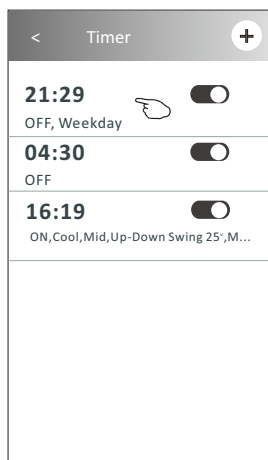 < Timer +
21:29
OFF, Weekday
04:30
OFF
16:19
ON,Cool,Mid,Up-Down Swing 25°,M...